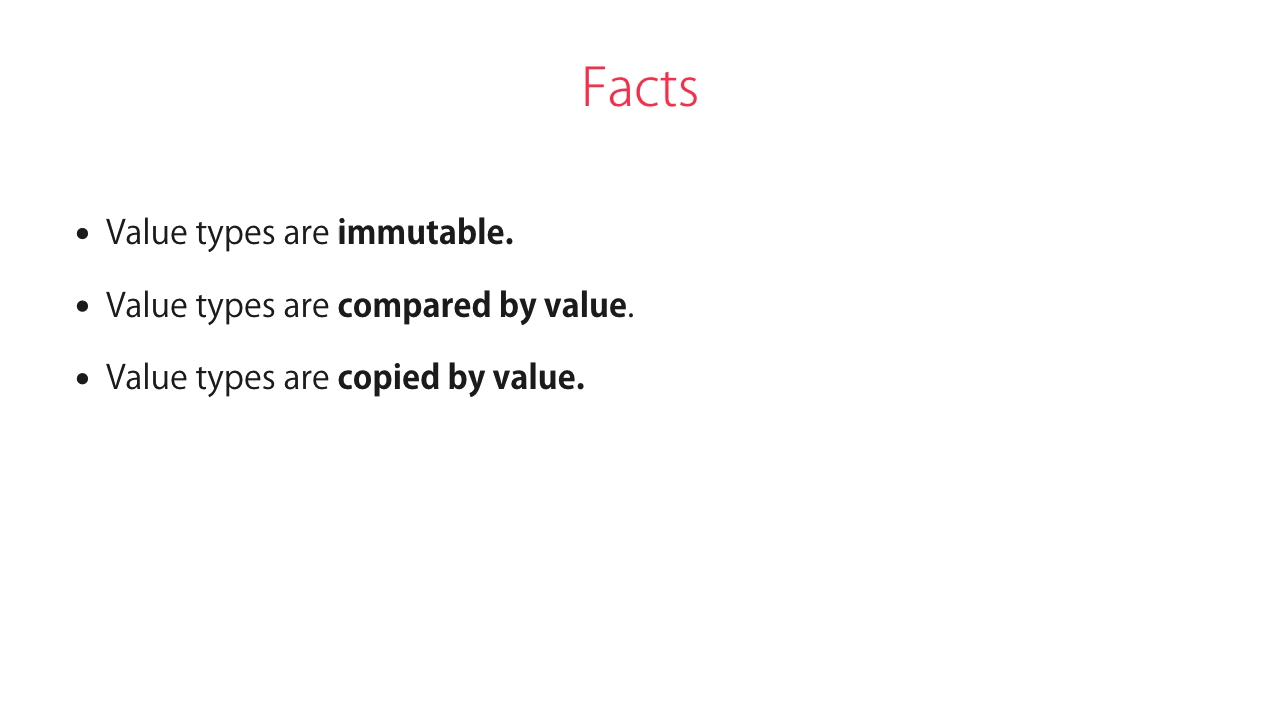 Facts
• Value types are immutable.
• Value types are compared by value.
• Value types are copied by value.